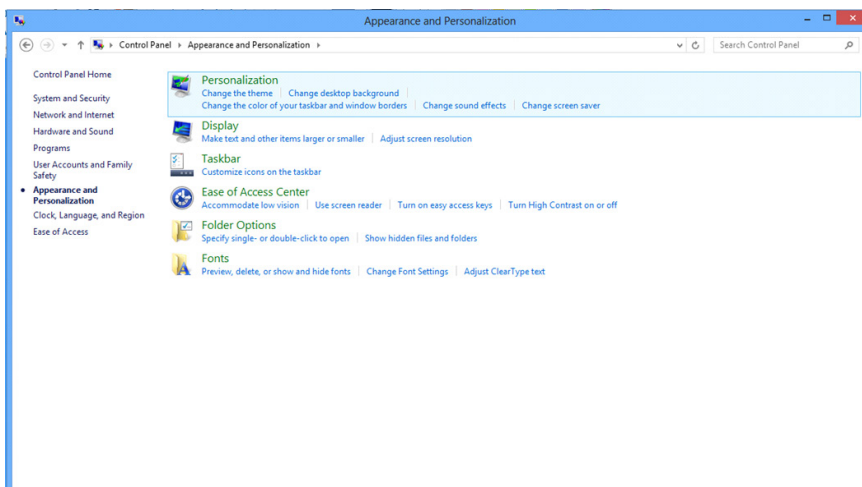 Appearance and Personalization
Control Panel Appearance and Personalization
Search Control Panel
Control Panel Home
System and Security
Network and Internet
Hardware and Sound
Programs
User Accounts and Family
Safety
Appearance and
Personalization
Clock, Language, and Region
Ease of Access
Personalization
Change the theme Change desktop background
Change the color of your taskbar and window borders Change sound effects Change screen saver
Display
Make text and other items larger or smaller Adjust screen resolution
Taskbar
Customize icons on the taskbar
Ease of Access Center
Accommodate low vision Use screen reader Turn on easy access keys Turn High Contrast on or off
Folder Options
Specify single- or double-click to open Show hidden files and folders
Fonts
Preview, delete, or show and hide fonts Change Font Settings Adjust ClearType text